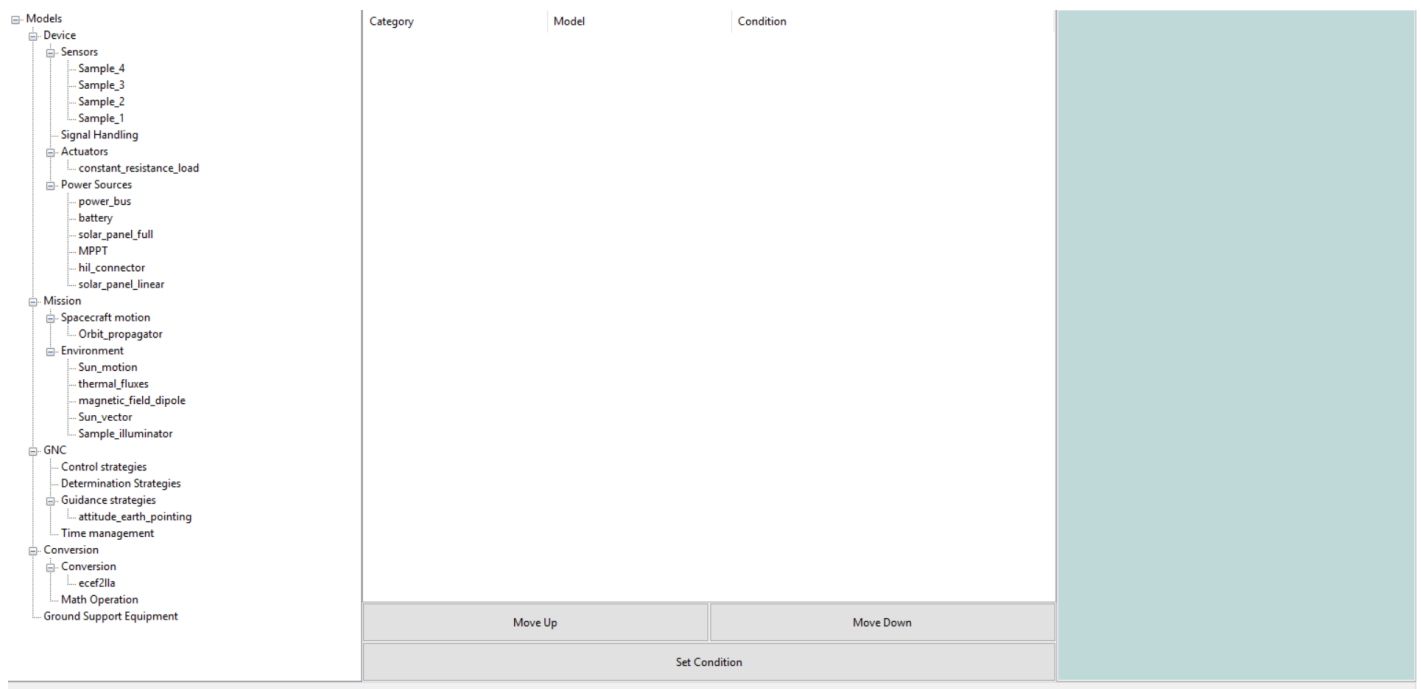 Models
Device
Sensors
Sample_4
Sample_3
Sample_2
Sample_1
Signal Handling
Actuators
constant_resistance_load
Power Sources
power_bus
battery
solar_panel_full
MPPT
hil_connector
solar_panel_linear
Mission
Spacecraft motion
Orbit_propagator
Environment
Sun_motion
thermal_fluxes
magnetic_field_dipole
Sun_vector
Sample_illuminator
GNC
Control strategies
Determination Strategies
Guidance strategies
attitude_earth_pointing
Time management
Conversion
Conversion
ecef2lla
Math Operation
Ground Support Equipment
Category Model Condition
Move Up Move Down
Set Condition